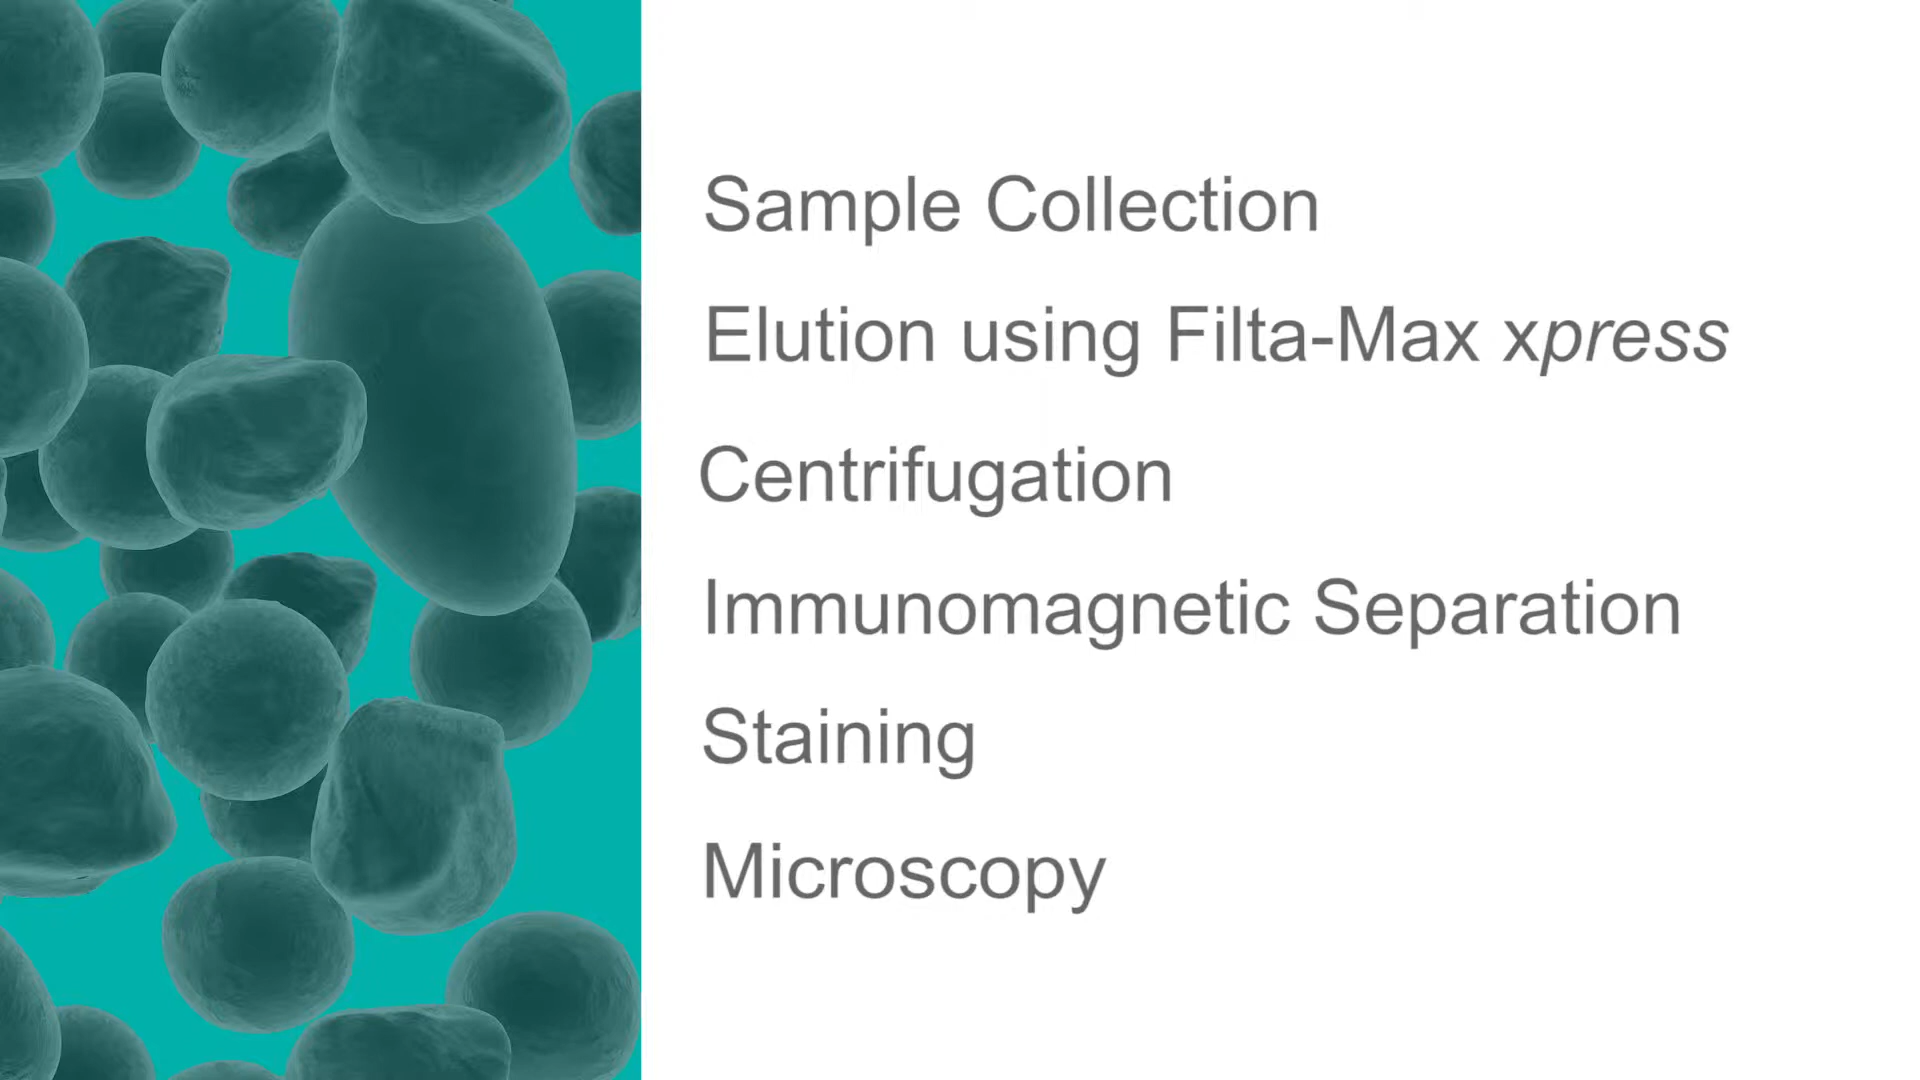 Sample Collection
Elution using Filta-Max xpress
Centrifugation
Immunomagnetic Separation
Staining
Microscopy